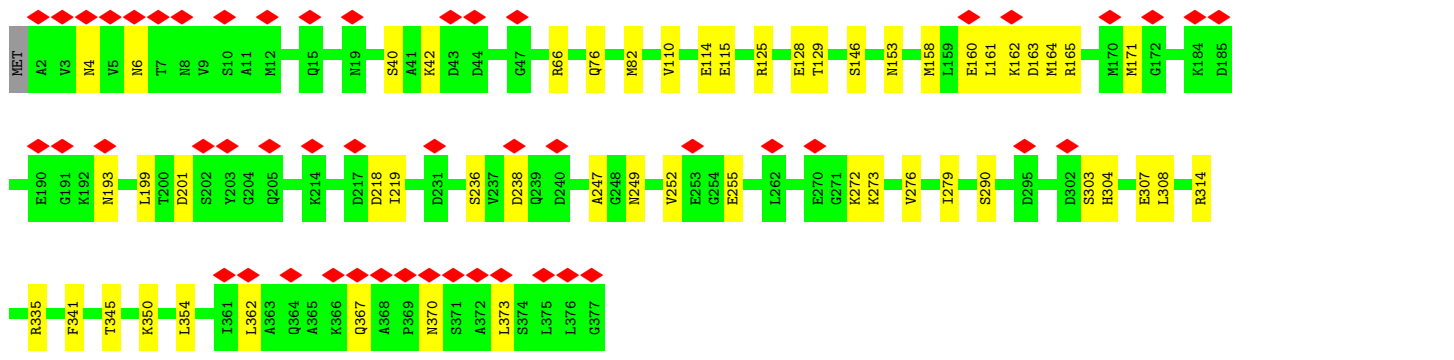 MET A2 V3 N4 V5 N6 T7 N8 V9 S10 A11 M12 Q15 N19 S40 A41 K42 D43 D44 G47 R66 Q76 M82 V110 E114 E115 R125 E128 T129 S146 N153 M158 L159 E160 L161 K162 D163 M164 R165 M170 M171 G172 K184 D185
E190 G191 K192 N193 L199 T200 D201 S202 Y203 G204 Q205 K214 D217 D218 I219 D231 S236 V237 D238 Q239 D240 A247 G248 N249 V252 E253 G254 E255 L262 E270 G271 K272 K273 V276 I279 S290 D295 D302 S303 H304 E307 L308 R314
R335 F341 T345 K350 L354 I361 L362 A363 Q364 A365 K366 Q367 A368 P369 N370 S371 A372 L373 S374 L375 L376 G377